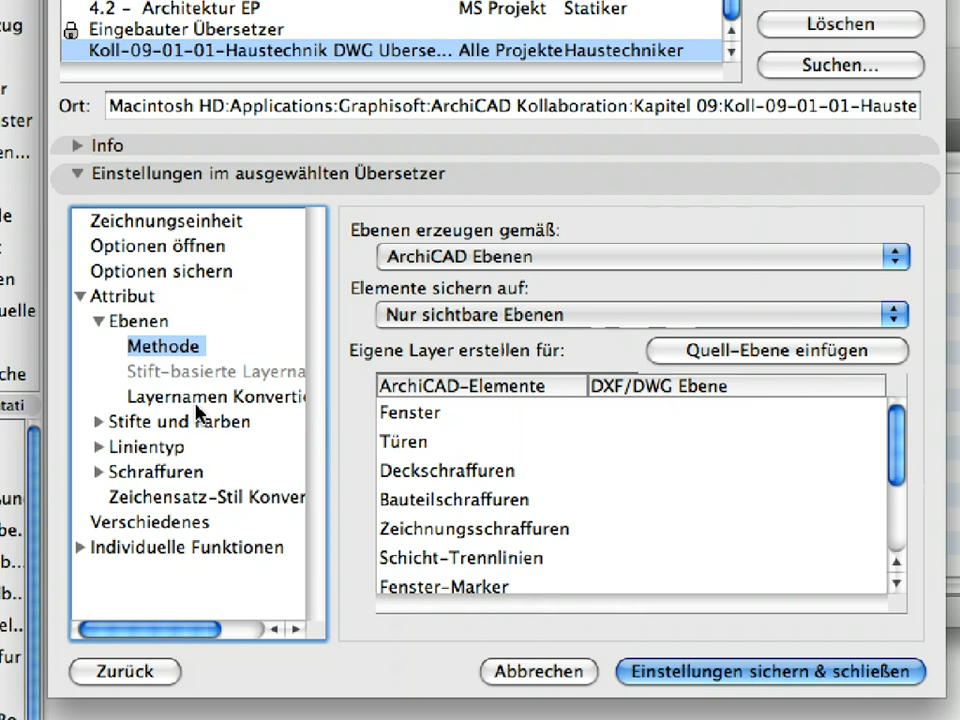 4.2 - Architektur EP MS Projekt Statiker
Löschen
Eingebauter Übersetzer
Koll-09-01-01-Haustechnik DWG Überse... Alle Projekte Haustechniker
Suchen...
Ort: Macintosh HD:Applications:Graphisoft:ArchiCAD Kollaboration:Kapitel 09:Koll-09-01-01-Hauste
Info
Einstellungen im ausgewählten Übersetzer
Zeichnungseinheit
Optionen öffnen
Optionen sichern
Attribut
Ebenen
Methode
Stift-basierte Layerna
Layernamen Konvertie
Stifte und Farben
Linientyp
Schraffuren
Zeichensatz-Stil Konver
Verschiedenes
Individuelle Funktionen
Ebenen erzeugen gemäß:
ArchiCAD Ebenen
Elemente sichern auf:
Nur sichtbare Ebenen
Eigene Layer erstellen für:
Quell-Ebene einfügen
ArchiCAD-Elemente DXF/DWG Ebene
Fenster
Türen
Deckschraffuren
Bauteilschraffuren
Zeichnungsschraffuren
Schicht-Trennlinien
Fenster-Marker
Zurück
Abbrechen
Einstellungen sichern & schließen